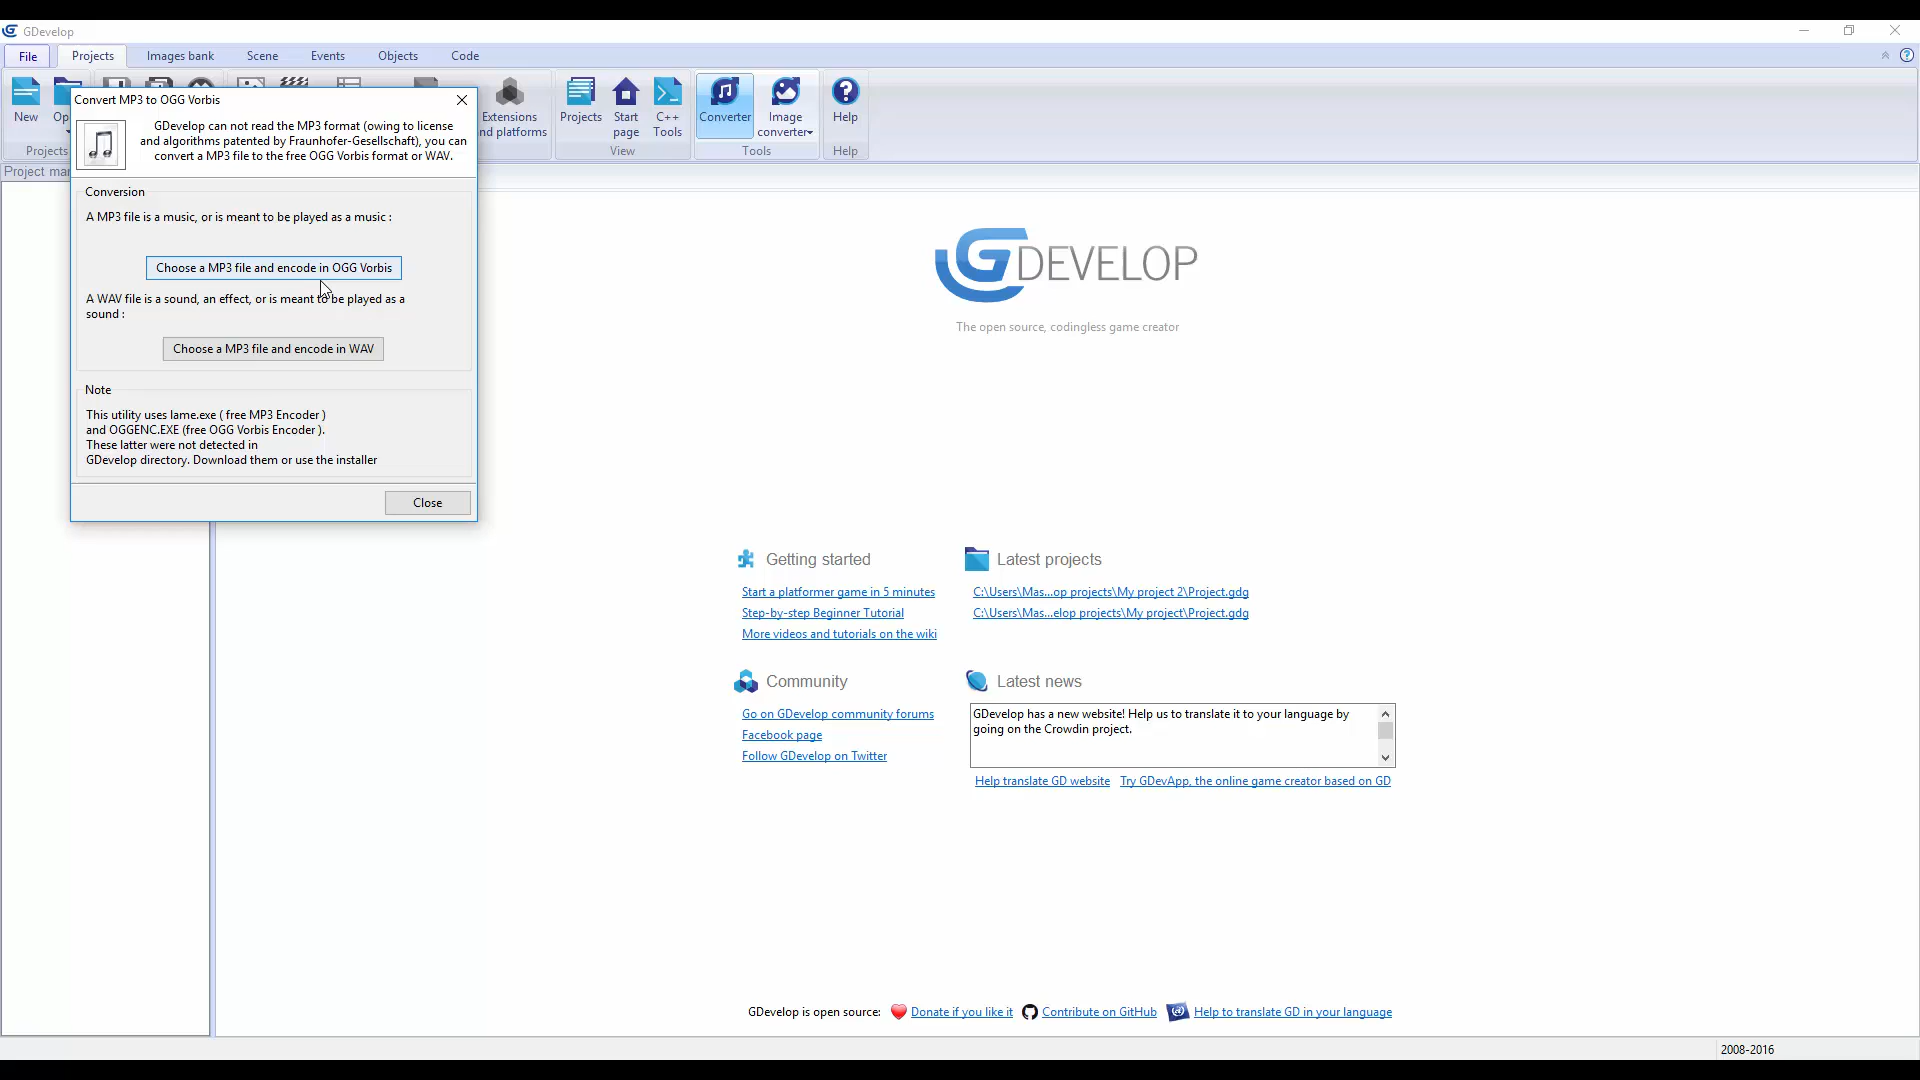 GDevelop
File Projects Images bank Scene Events Objects Code
New
Op
Extensions
nd platforms
Projects
Start
page
C++
Tools
Converter
Image
converter
Help
Projects
View
Tools
Help
Project mar
Convert MP3 to OGG Vorbis
GDevelop can not read the MP3 format (owing to license
and algorithms patented by Fraunhofer-Gesellschaft), you can
convert a MP3 file to the free OGG Vorbis format or WAV.
Conversion
A MP3 file is a music, or is meant to be played as a music :
Choose a MP3 file and encode in OGG Vorbis
A WAV file is a sound, an effect, or is meant to be played as a
sound :
Choose a MP3 file and encode in WAV
Note
This utility uses lame.exe ( free MP3 Encoder )
and OGGENC.EXE (free OGG Vorbis Encoder ).
These latter were not detected in
GDevelop directory. Download them or use the installer
Close
GDEVELOP
The open source, codingless game creator
Getting started
Start a platformer game in 5 minutes
Step-by-step Beginner Tutorial
More videos and tutorials on the wiki
Latest projects
C:\Users\Mas...op projects\My project 2\Project.gdg
C:\Users\Mas...elop projects\My project\Project.gdg
Community
Go on GDevelop community forums
Facebook page
Follow GDevelop on Twitter
Latest news
GDevelop has a new website! Help us to translate it to your language by
going on the Crowdin project.
Help translate GD website Try GDevApp, the online game creator based on GD
GDevelop is open source: Donate if you like it Contribute on GitHub Help to translate GD in your language
2008-2016